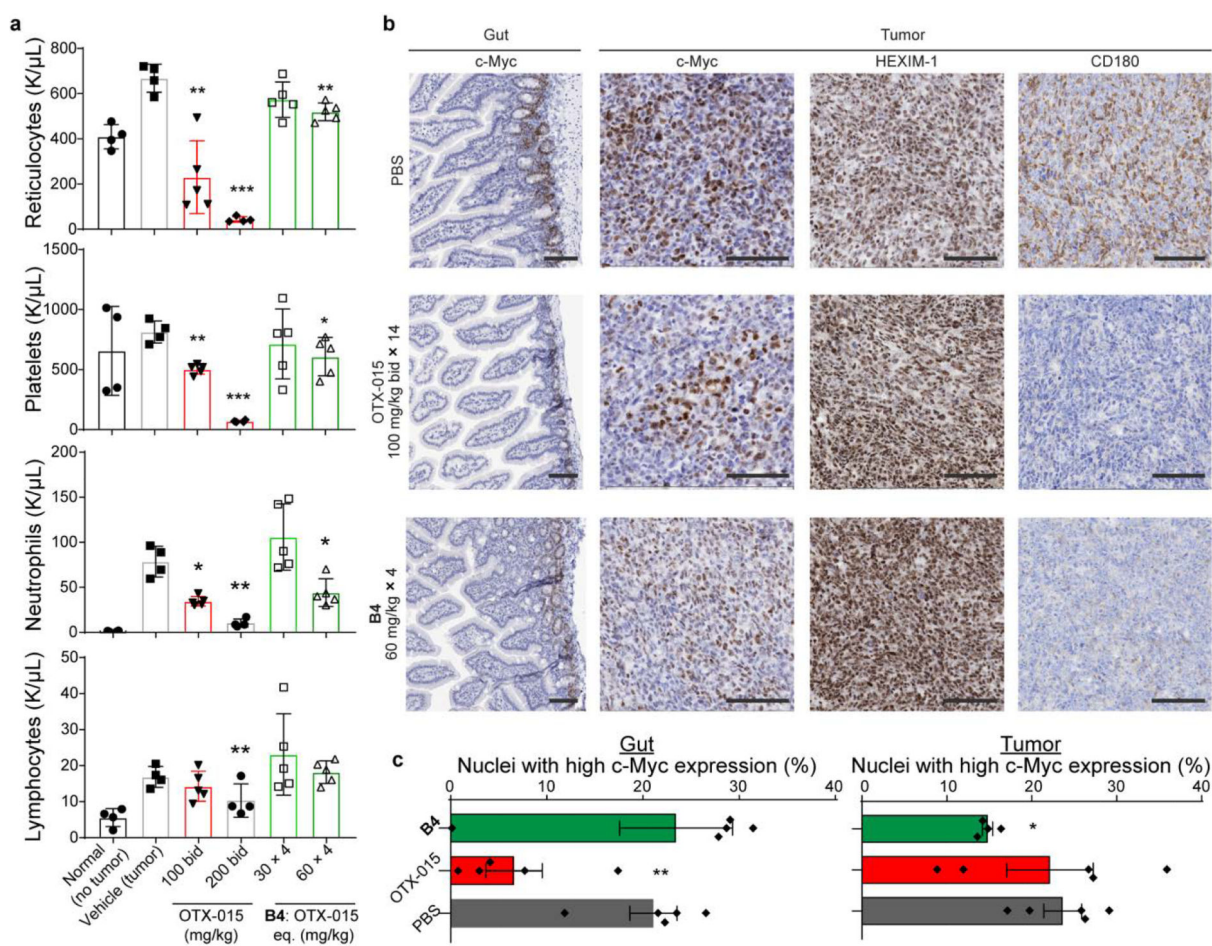 a
Reticulocytes (K/µL)
800
600
400
200
0
**
***
**
Platelets (K/µL)
1500
1000
500
0
**
***
*
Neutrophils (K/µL)
200
150
100
50
0
*
**
*
Lymphocytes (K/µL)
50
40
30
20
10
0
**
Normal
(no tumor)
Vehicle (tumor)
100 bid
200 bid
30 × 4
60 × 4
OTX-015
(mg/kg)
B4: OTX-015
eq. (mg/kg)
b
Gut
Tumor
c-Myc
c-Myc
HEXIM-1
CD180
PBS
OTX-015
100 mg/kg bid × 14
B4
60 mg/kg × 4
c
Gut
Nuclei with high c-Myc expression (%)
0
10
20
30
40
B4
OTX-015
PBS
**
Tumor
Nuclei with high c-Myc expression (%)
0
10
20
30
40
*